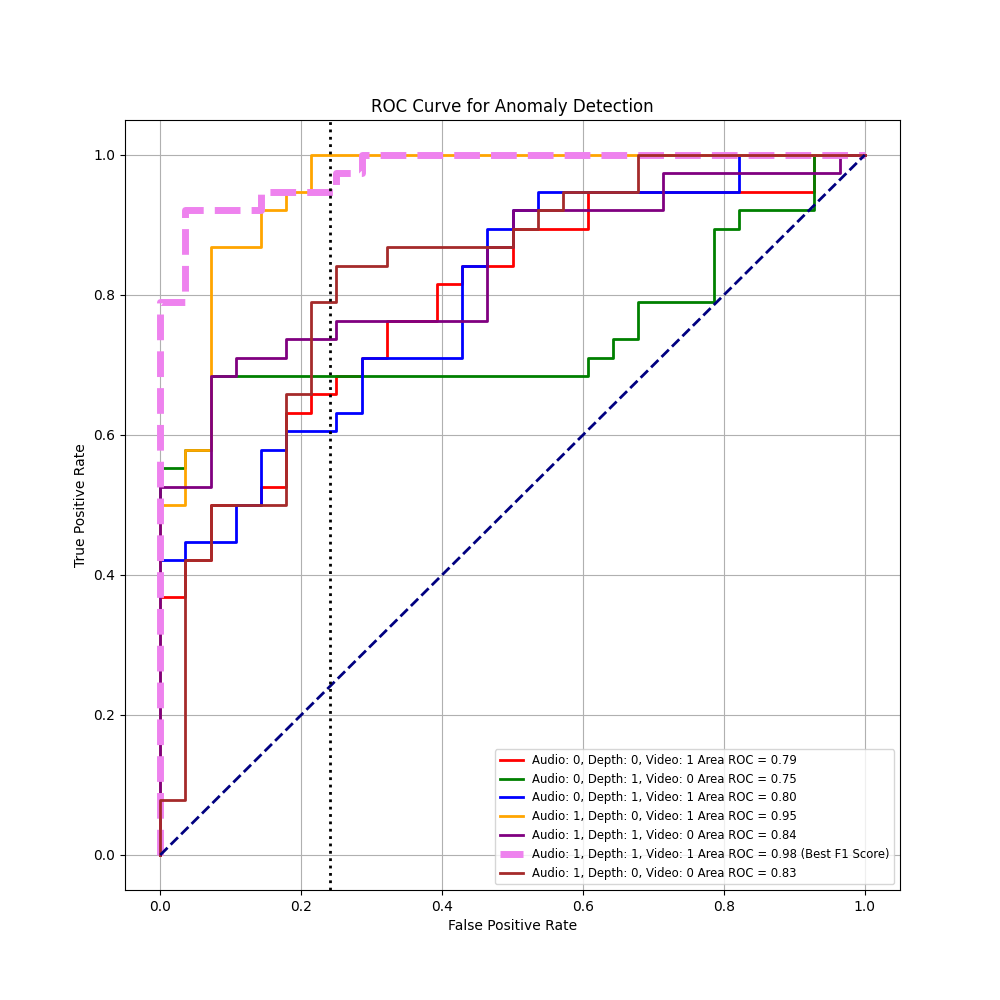 ROC Curve for Anomaly Detection
True Positive Rate
1.0
0.8
0.6
0.4
0.2
0.0
Audio: 0, Depth: 0, Video: 1 Area ROC = 0.79
Audio: 0, Depth: 1, Video: 0 Area ROC = 0.75
Audio: 0, Depth: 1, Video: 1 Area ROC = 0.80
Audio: 1, Depth: 0, Video: 1 Area ROC = 0.95
Audio: 1, Depth: 1, Video: 0 Area ROC = 0.84
Audio: 1, Depth: 1, Video: 1 Area ROC = 0.98 (Best F1 Score)
Audio: 1, Depth: 0, Video: 0 Area ROC = 0.83
0.0 0.2 0.4 0.6 0.8 1.0
False Positive Rate